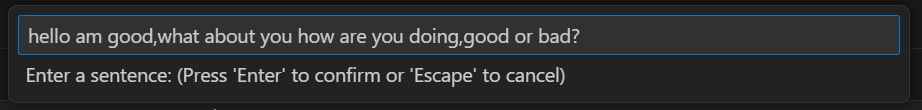 hello am good,what about you how are you doing,good or bad?
Enter a sentence: (Press 'Enter' to confirm or 'Escape' to cancel)